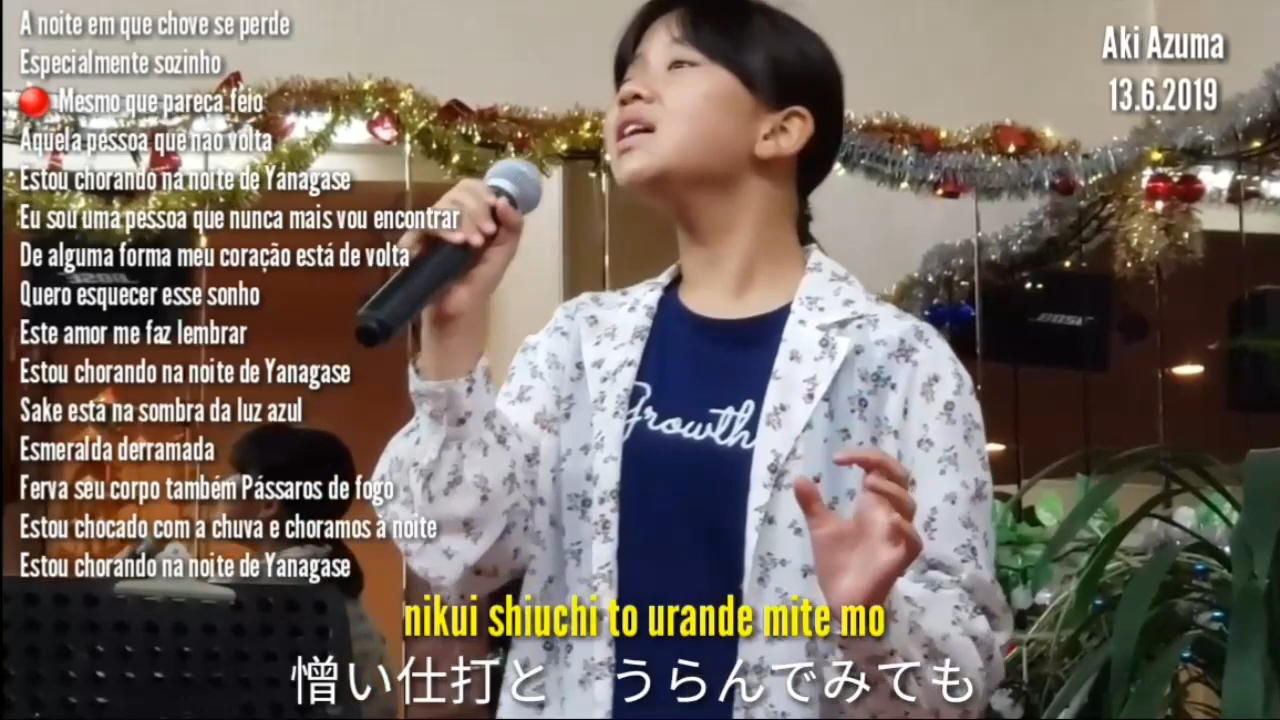 A noite em que chove se perde
Especialmente sozinho
Mesmo que pareca feio
Aquela pessoa que nao volta
Estou chorando na noite de Yanagase
Eu sou uma pessoa que nunca mais vou encontrar
De alguma forma meu coração está de volta
Quero esquecer esse sonho
Este amor me faz lembrar
Estou chorando na noite de Yanagase
Sake está na sombra da luz azul
Esmeralda derramada
Ferva seu corpo também Pássaros de fogo
Estou chocado com a chuva e choramos à noite
Estou chorando na noite de Yanagase
Aki Azuma
13.6.2019
BOSE
BOSE
Growth
nikui shiuchi to urande mite mo
憎い仕打と うらんでみても